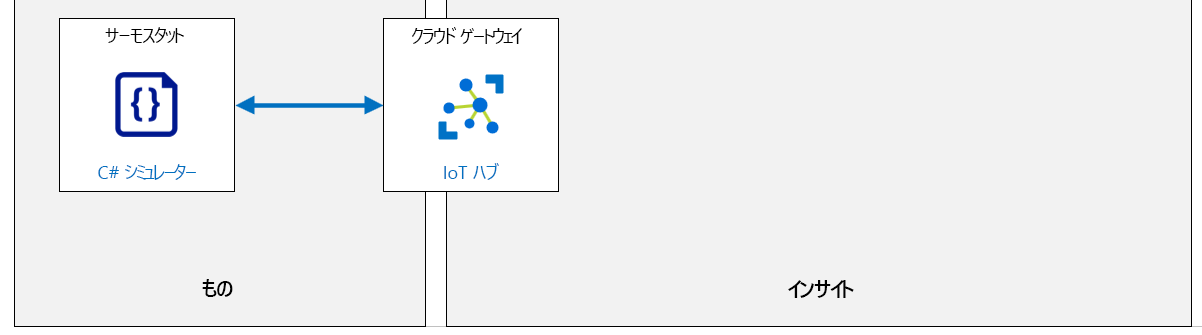 サーモスタット
クラウド ゲートウェイ
{}
C# シミュレーター
IoT ハブ
もの
インサイト